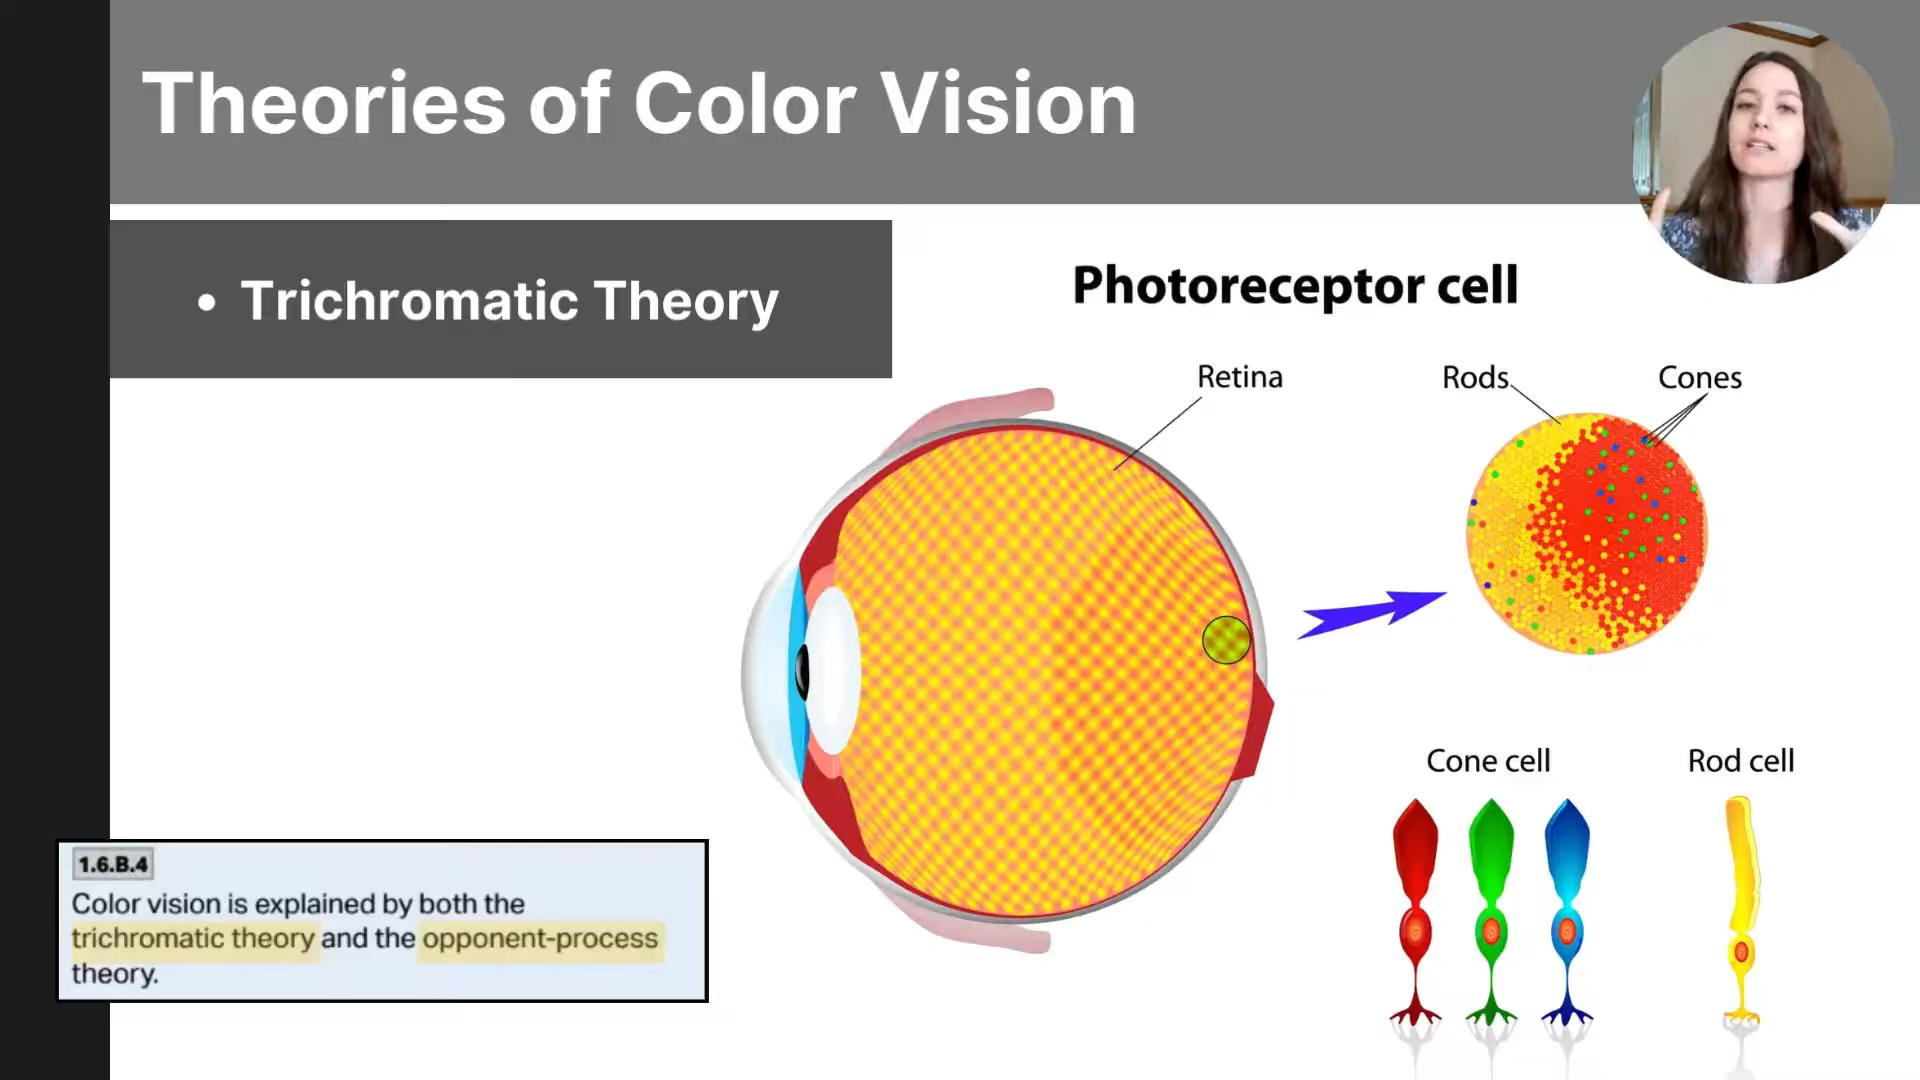 Theories of Color Vision
• Trichromatic Theory
Photoreceptor cell
Retina
Rods
Cones
Cone cell
Rod cell
1.6.B.4
Color vision is explained by both the
trichromatic theory and the opponent-process
theory.